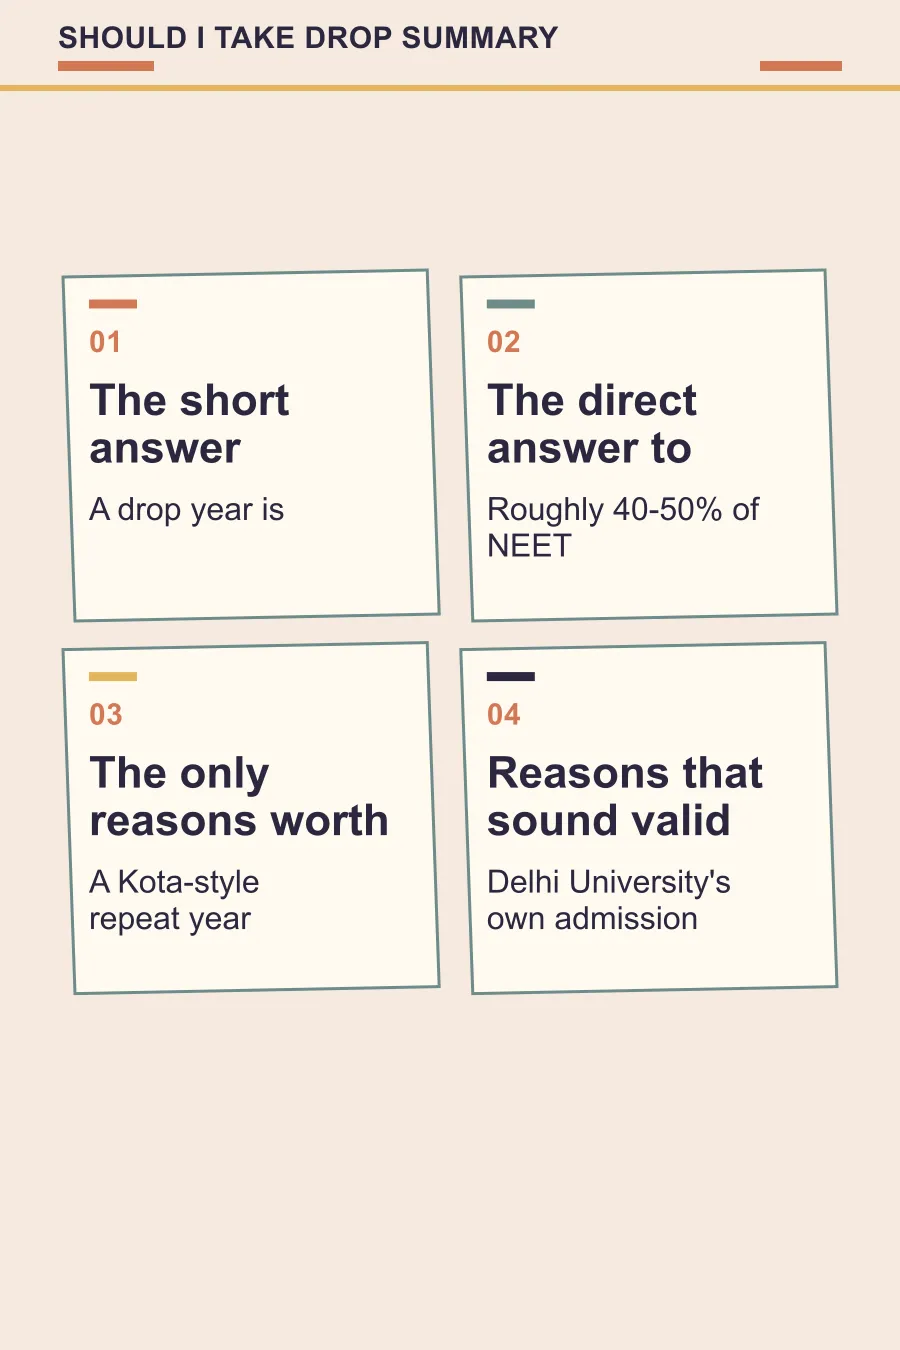 SHOULD I TAKE DROP SUMMARY
01
The short
answer
A drop year is
02
The direct
answer to
Roughly 40-50% of
NEET
03
The only
reasons worth
A Kota-style
repeat year
04
Reasons that
sound valid
Delhi University's
own admission